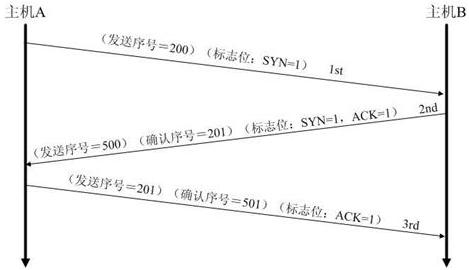 主机A
主机B
（发送序号＝200）（标志位：SYN=1） 1st
2nd
（发送序号＝500）（确认序号＝201）（标志位：SYN=1，ACK=1）
（发送序号＝201）（确认序号＝501）（标志位：ACK=1） 3rd